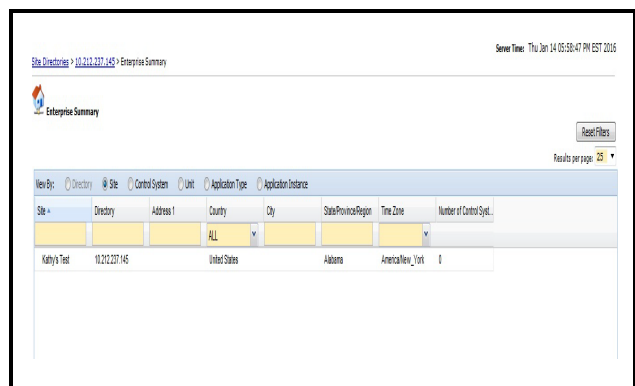 Server Time: Thu Jan 14 05:58:47 PM EST 2016
Site Directories > 10.212.237.145 > Enterprise Summary
Enterprise Summary
Reset Filters
Results per page: 25
View By: Directory Site Control System Unit Application Type Application Instance
Site Directory Address 1 Country City State/Province/Region Time Zone Number of Control Syst...
ALL
Kathy's Test 10.212.237.145 United States Alabama America/New_York 0